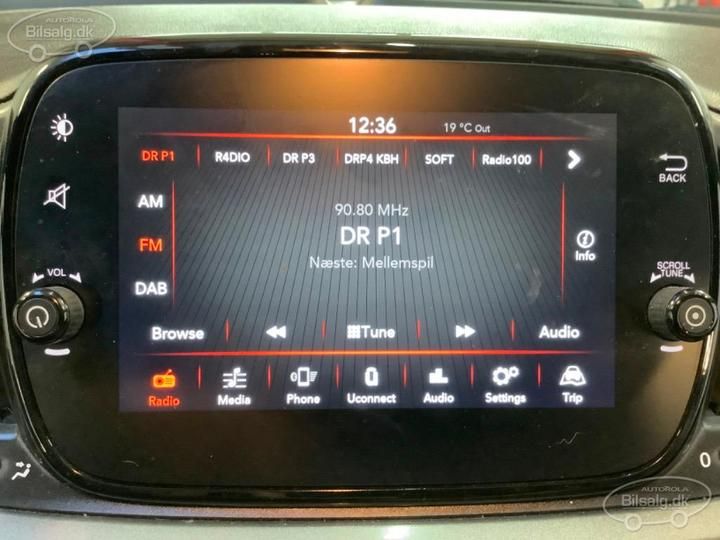 AUTOROLA
Bilsalg.dk
12:36 19 °C Out
DR P1 R4DIO DR P3 DRP4 KBH SOFT Radio100
BACK
AM
90.80 MHz
FM
DR P1
Info
Næste: Mellemspil
VOL
SCROLL
TUNE
DAB
Browse Tune Audio
Radio Media Phone Uconnect Audio Settings Trip
0
AUTOROLA
Bilsalg.dk